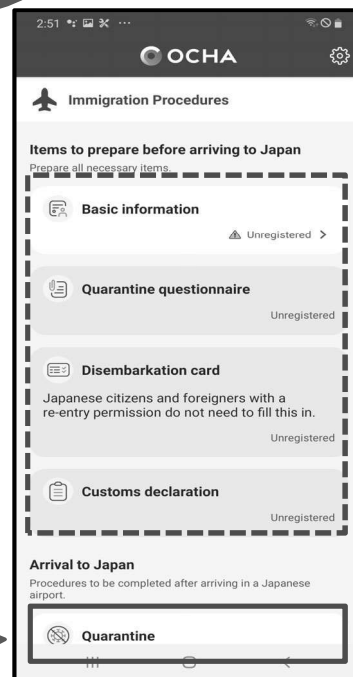 2:51
OCHA
Immigration Procedures
Items to prepare before arriving to Japan
Prepare all necessary items.
Basic information
Unregistered
Quarantine questionnaire
Unregistered
Disembarkation card
Japanese citizens and foreigners with a
re-entry permission do not need to fill this in.
Unregistered
Customs declaration
Unregistered
Arrival to Japan
Procedures to be completed after arriving in a Japanese
airport.
Quarantine